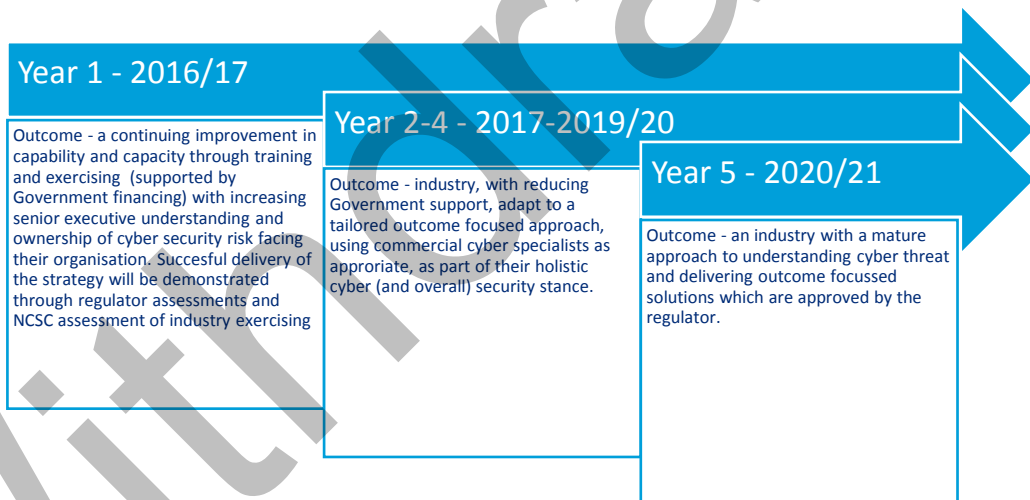 Year 1 - 2016/17
Outcome - a continuing improvement in
capability and capacity through training
and exercising  (supported by
Government financing) with increasing
senior executive understanding and
ownership of cyber security risk facing
their organisation. Succesful delivery of
the strategy will be demonstrated
through regulator assessments and
NCSC assessment of industry exercising
Year 2-4 - 2017-2019/20
Outcome - industry, with reducing
Government support, adapt to a
tailored outcome focused approach,
using commercial cyber specialists as
approriate, as part of their holistic
cyber (and overall) security stance.
Year 5 - 2020/21
Outcome - an industry with a mature
approach to understanding cyber threat
and delivering outcome focussed
solutions which are approved by the
regulator.